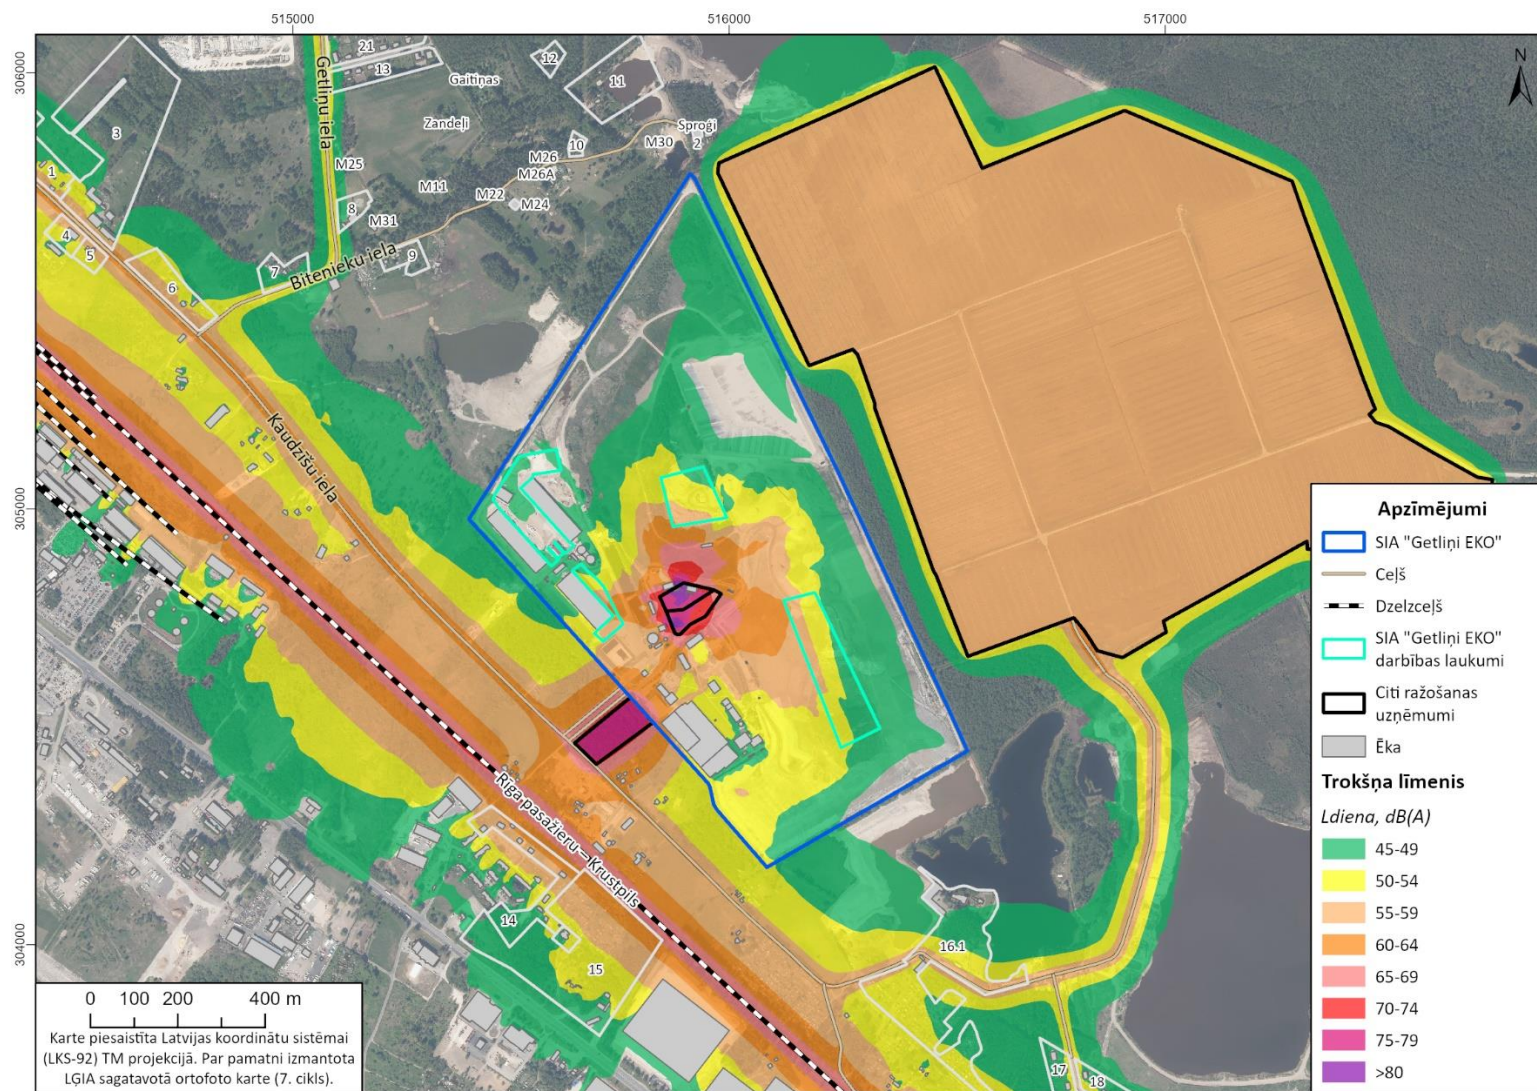 515000
516000
517000
306000
305000
304000
N
21
13
12
11
Gaitiņas
Getliņu iela
3
Zandeļi
Sproģi
2
M30
10
M26
M25
M26A
M11
M22
M24
1
8
M31
4
5
9
7
Bitenieku iela
6
Kaudzīšu iela
Rīga pasažieru – Krustpils
14
15
16.1
17
18
Apzīmējumi
SIA "Getliņi EKO"
Ceļš
Dzelzceļš
SIA "Getliņi EKO"
darbības laukumi
Citi ražošanas
uzņēmumi
Ēka
Trokšņa līmenis
Ldiena, dB(A)
45-49
50-54
55-59
60-64
65-69
70-74
75-79
>80
0 100 200 400 m
Karte piesaistīta Latvijas koordinātu sistēmai
(LKS-92) TM projekcijā. Par pamatni izmantota
LĢIA sagatavotā ortofoto karte (7. cikls).